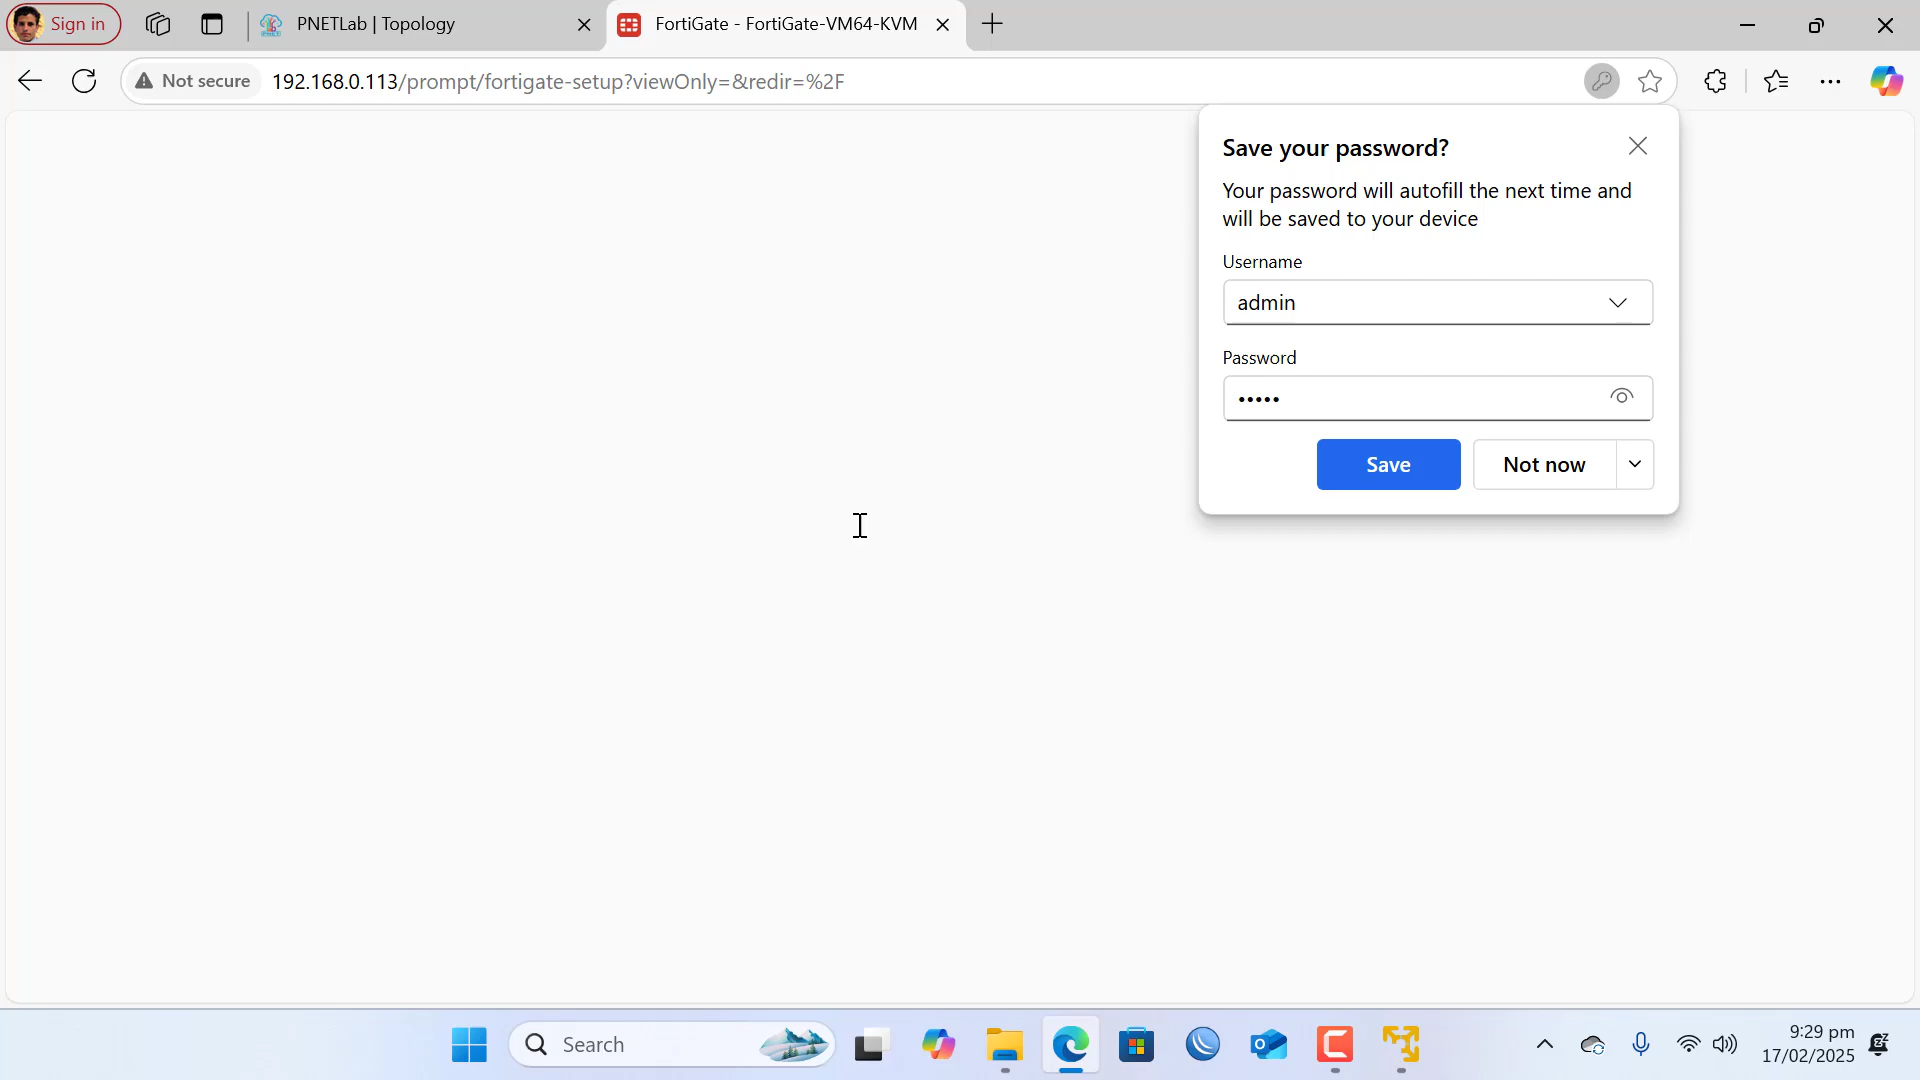 Sign in
PNETLab | Topology
FortiGate - FortiGate-VM64-KVM
Not secure
192.168.0.113/prompt/fortigate-setup?viewOnly=&redir=%2F
Save your password?
Your password will autofill the next time and
will be saved to your device
Username
admin
Password
•••••
Save
Not now
Search
9:29 pm
17/02/2025